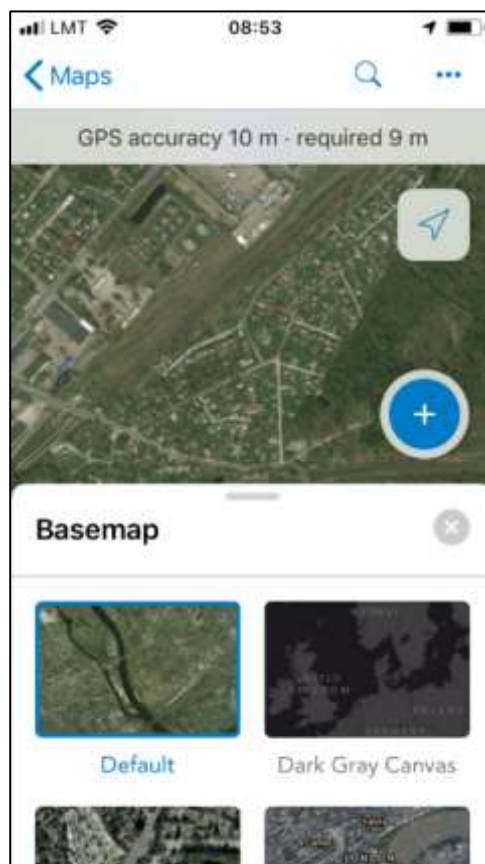 LMT 08:53
Maps
GPS accuracy 10 m - required 9 m
Basemap
Default Dark Gray Canvas